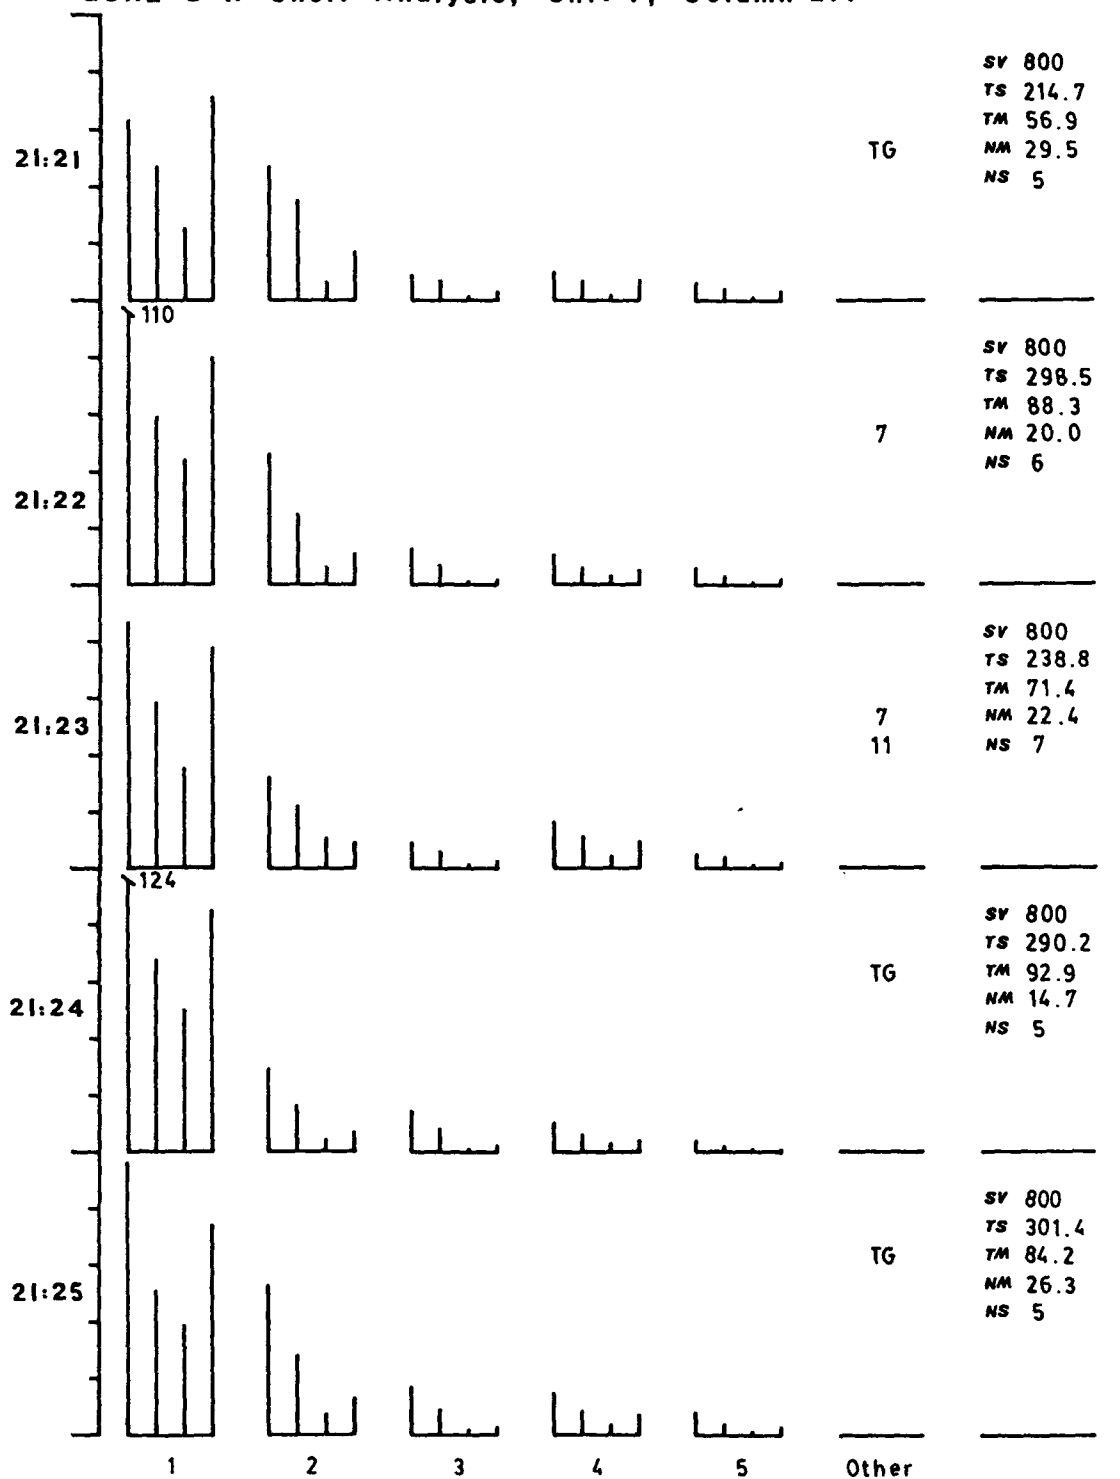 Shell Analysis, Unit F, Column
SV 800
TS 214.7
21:21 TG TM 56.9
NM 29.5
NS 5
110
SV 800
TS 298.5
TM 88.3
7 NM 20.0
NS 6
21:22
SV 800
TS 238.8
TM 71.4
21:23 7 NM 22.4
11 NS 7
124
SV 800
TS 290.2
TG TM 92.9
21:24 NM 14.7
NS 5
SV 800
TS 301.4
TG TM 84.2
21:25 NM 26.3
NS 5
1 2 3 4 5 Other